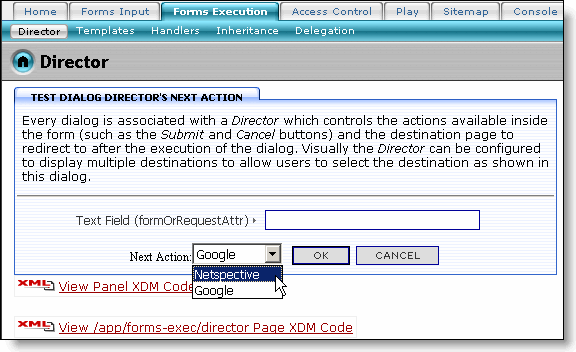 Home Forms Input Forms Execution Access Control Play Sitemap Console
Director Templates Handlers Inheritance Delegation
Director
TEST DIALOG DIRECTOR'S NEXT ACTION
Every dialog is associated with a Director which controls the actions available inside
the form (such as the Submit and Cancel buttons) and the destination page to
redirect to after the execution of the dialog. Visually the Director can be configured
to display multiple destinations to allow users to select the destination as shown in
this dialog.
Text Field (formOrRequestAttr)
Next Action: Google OK CANCEL
Netspective
Google
XML View Panel XDM Code
XML View /app/forms-exec/director Page XDM Code